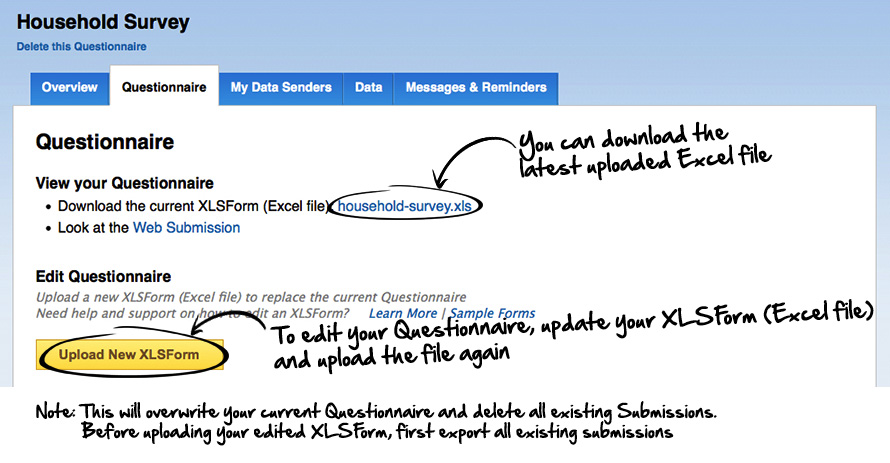 Household Survey
Delete this Questionnaire
Overview
Questionnaire
My Data Senders
Data
Messages & Reminders
Questionnaire
You can download the
latest uploaded Excel file
View your Questionnaire
• Download the current XLSForm (Excel file): household-survey.xls
• Look at the Web Submission
Edit Questionnaire
Upload a new XLSForm (Excel file) to replace the current Questionnaire
Need help and support on how to edit an XLSForm? Learn More | Sample Forms
To edit your Questionnaire, update your XLSForm (Excel file)
and upload the file again
Upload New XLSForm
Note: This will overwrite your current Questionnaire and delete all existing Submissions.
Before uploading your edited XLSForm, first export all existing submissions